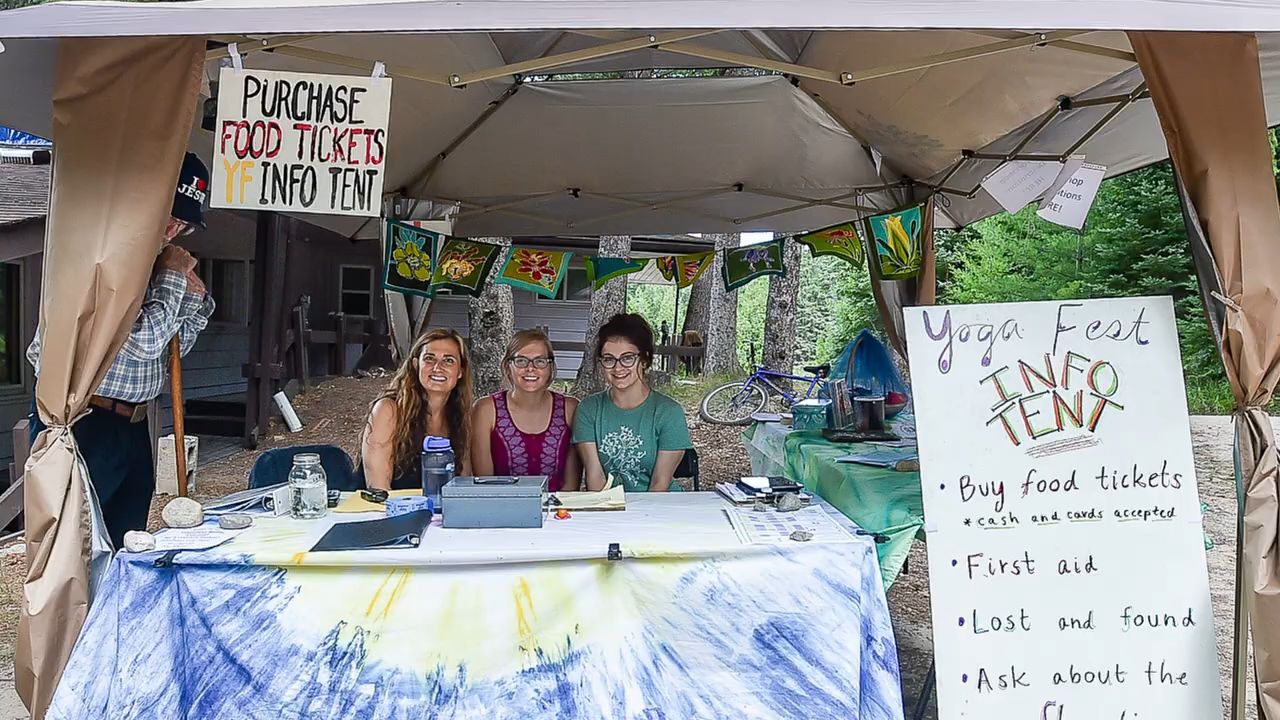 PURCHASE
FOOD TICKETS
YF INFO TENT
I
JESUS
Yoga Fest
INFO
TENT
• Buy food tickets
*cash and cards accepted
• First aid
• Lost and found
• Ask about the